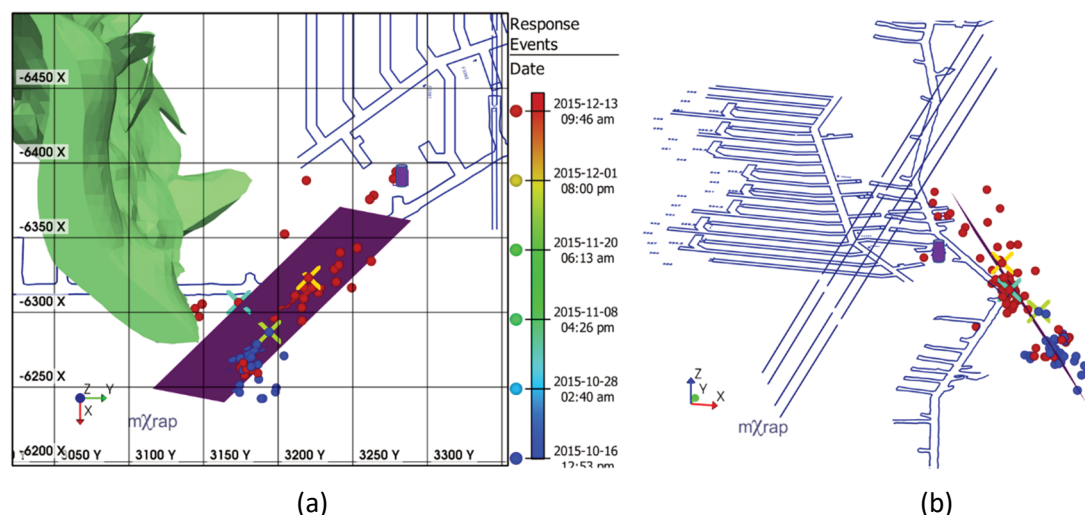 Response
Events
Date
2015-12-13
09:46 am
2015-12-01
08:00 pm
2015-11-20
06:13 am
2015-11-08
04:26 pm
2015-10-28
02:40 am
2015-10-16
12:53 pm
-6450 X
-6400 X
-6350 X
-6300 X
-6250 X
-6200 X
3050 Y
3100 Y
3150 Y
3200 Y
3250 Y
3300 Y
Z
Y
X
mχrap
Z
Y
X
mχrap
(a)
(b)